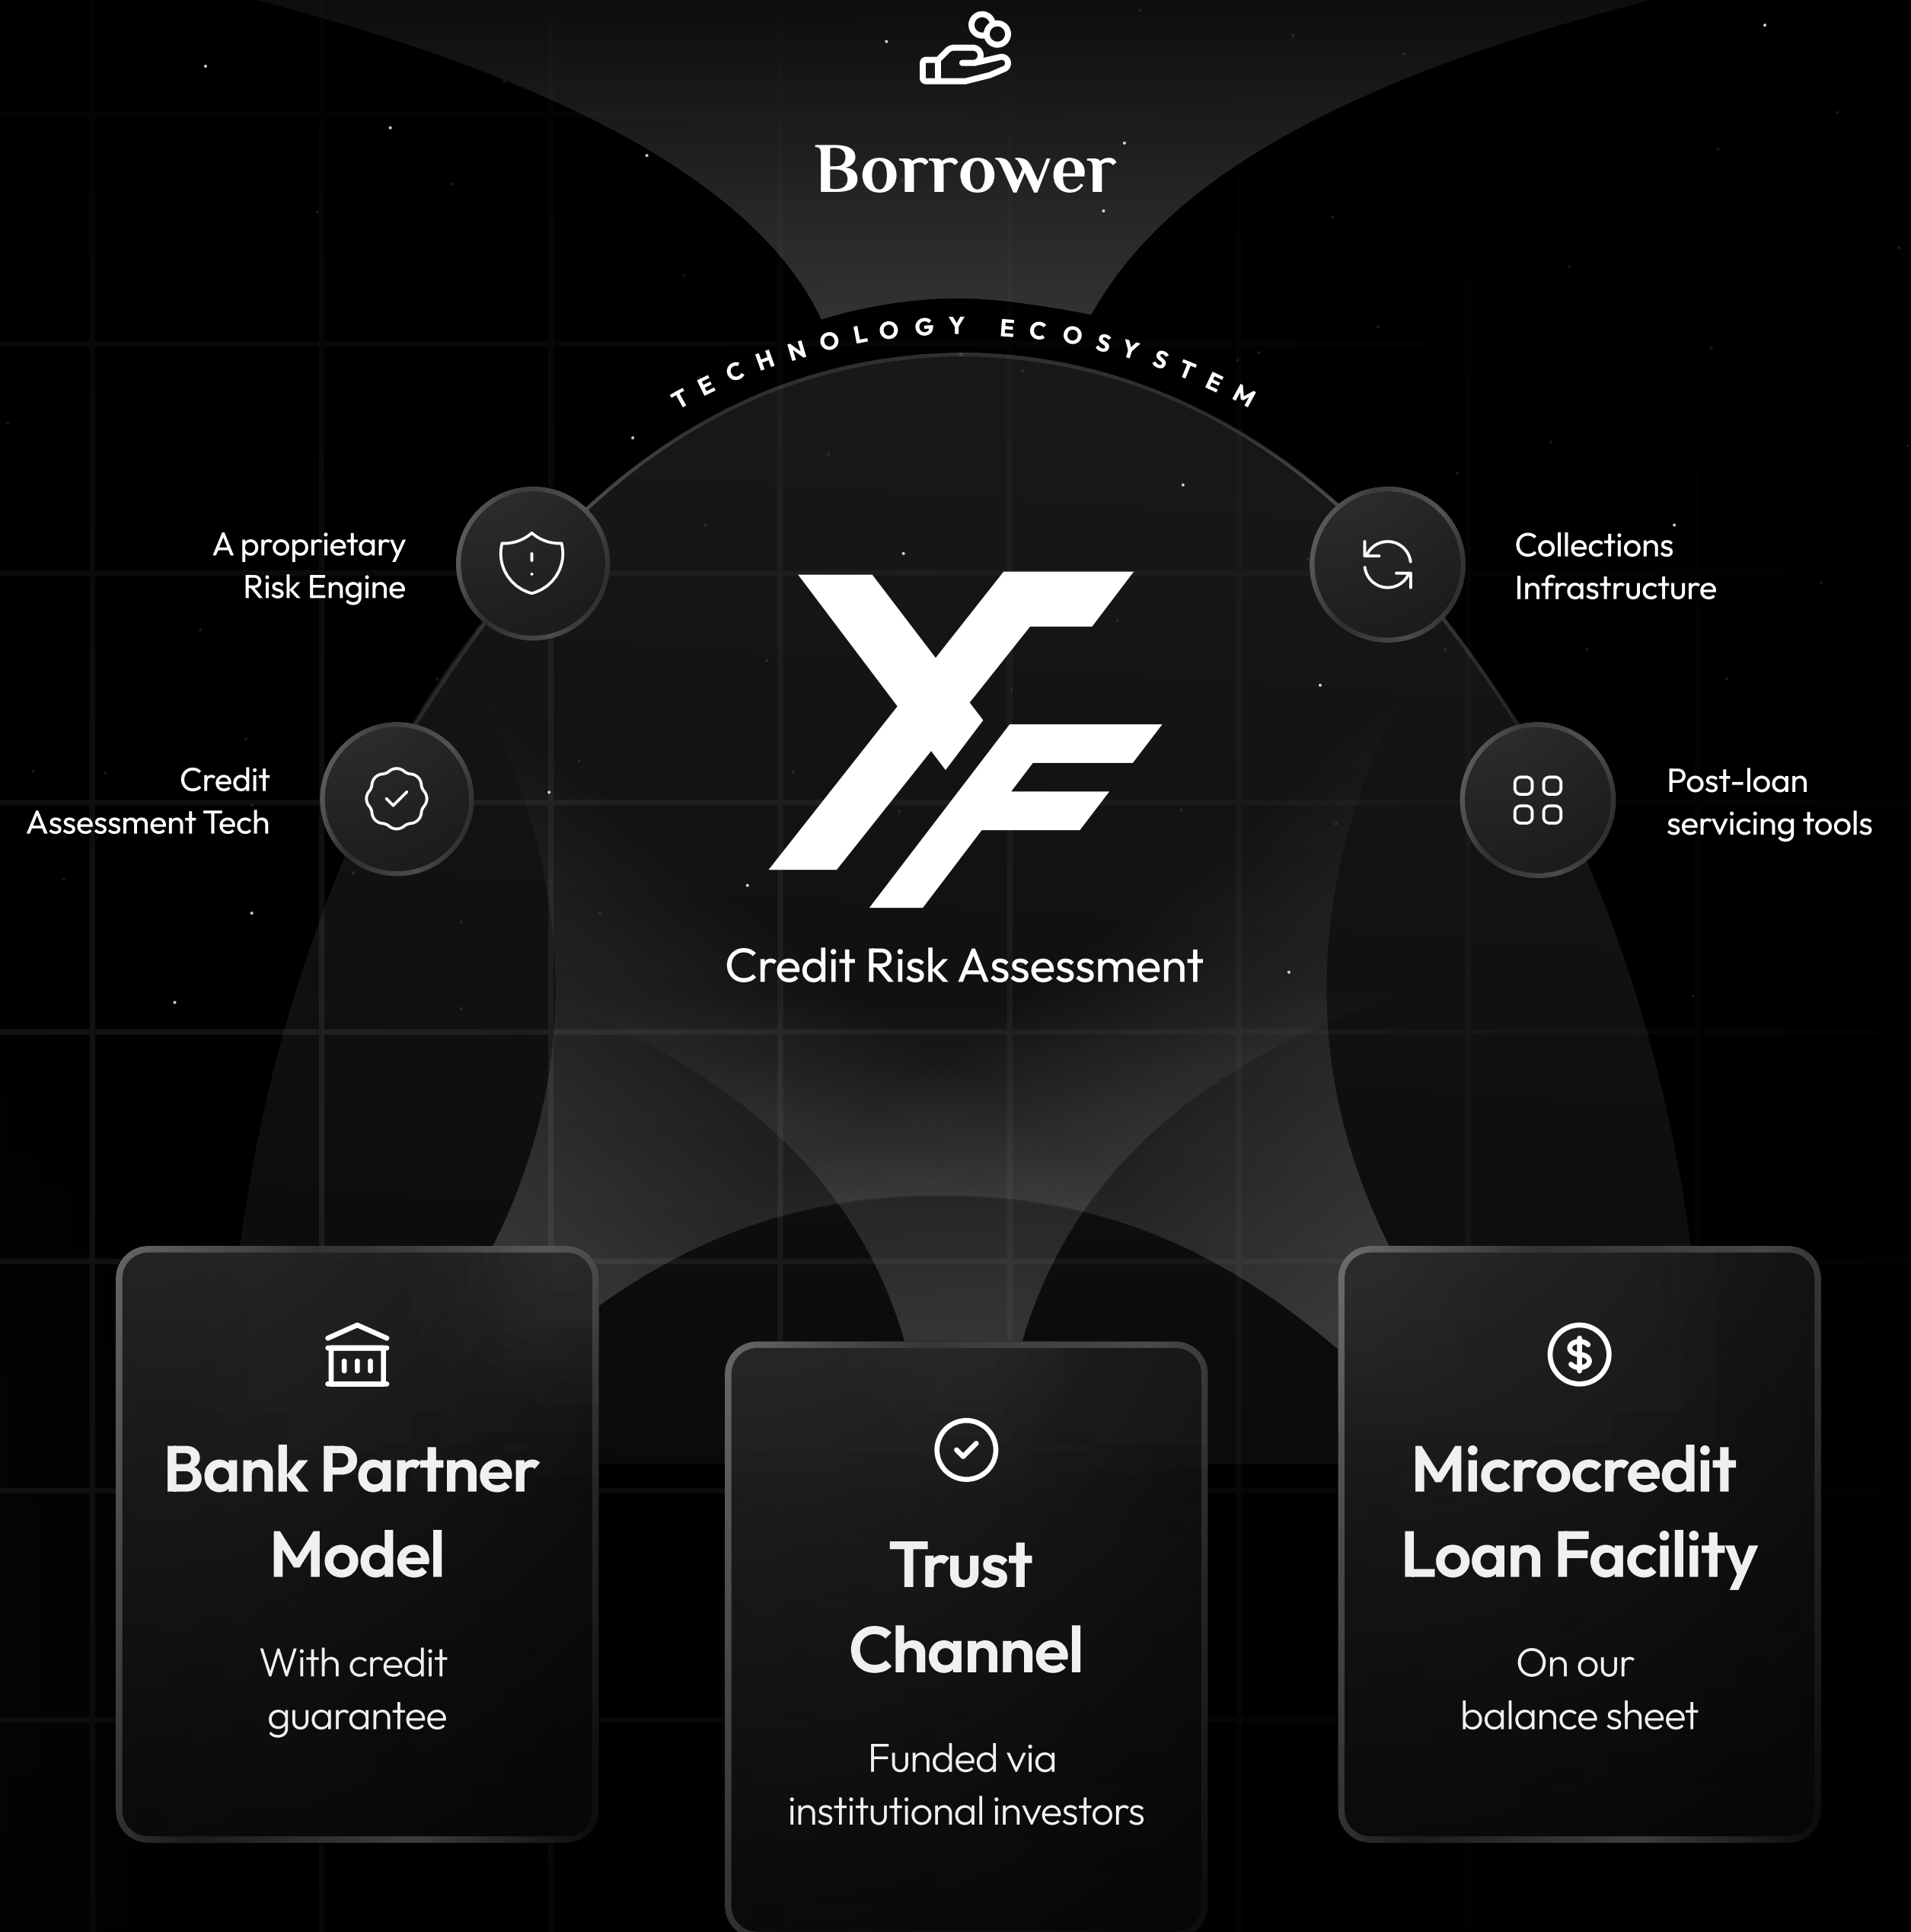 Borrower
TECHNOLOGY ECOSYSTEM
A proprietary
Risk Engine
Collections
Infrastructure
Credit
Assessment Tech
Post-loan
servicing tools
YF
Credit Risk Assessment
Bank Partner
Model
With credit
guarantee
Trust
Channel
Funded via
institutional investors
Microcredit
Loan Facility
On our
balance sheet